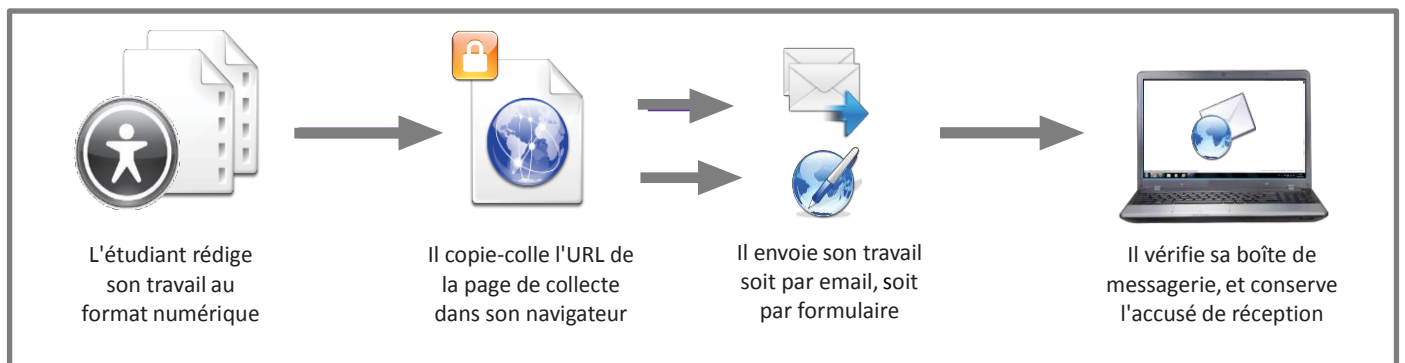 L'étudiant rédige
son travail au
format numérique
Il copie-colle l'URL de
la page de collecte
dans son navigateur
Il envoie son travail
soit par email, soit
par formulaire
Il vérifie sa boîte de
messagerie, et conserve
l'accusé de réception